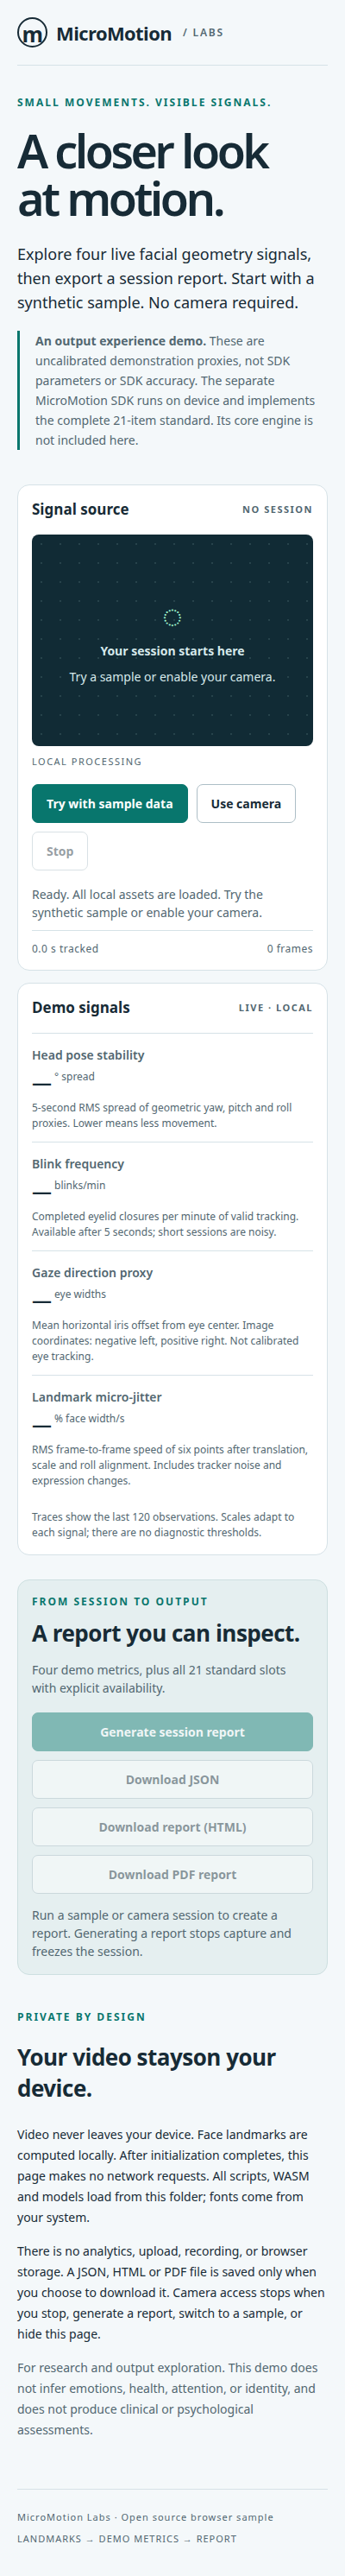 m MicroMotion / LABS
SMALL MOVEMENTS. VISIBLE SIGNALS.
A closer look
at motion.
Explore four live facial geometry signals,
then export a session report. Start with a
synthetic sample. No camera required.
An output experience demo. These are
uncalibrated demonstration proxies, not SDK
parameters or SDK accuracy. The separate
MicroMotion SDK runs on device and implements
the complete 21-item standard. Its core engine is
not included here.
Signal source NO SESSION
Your session starts here
Try a sample or enable your camera.
LOCAL PROCESSING
Try with sample data Use camera
Stop
Ready. All local assets are loaded. Try the
synthetic sample or enable your camera.
0.0 s tracked 0 frames
Demo signals LIVE · LOCAL
Head pose stability
— ° spread
5-second RMS spread of geometric yaw, pitch and roll
proxies. Lower means less movement.
Blink frequency
— blinks/min
Completed eyelid closures per minute of valid tracking.
Available after 5 seconds; short sessions are noisy.
Gaze direction proxy
— eye widths
Mean horizontal iris offset from eye center. Image
coordinates: negative left, positive right. Not calibrated
eye tracking.
Landmark micro-jitter
— % face width/s
RMS frame-to-frame speed of six points after translation,
scale and roll alignment. Includes tracker noise and
expression changes.
Traces show the last 120 observations. Scales adapt to
each signal; there are no diagnostic thresholds.
FROM SESSION TO OUTPUT
A report you can inspect.
Four demo metrics, plus all 21 standard slots
with explicit availability.
Generate session report
Download JSON
Download report (HTML)
Download PDF report
Run a sample or camera session to create a
report. Generating a report stops capture and
freezes the session.
PRIVATE BY DESIGN
Your video stayson your
device.
Video never leaves your device. Face landmarks are
computed locally. After initialization completes, this
page makes no network requests. All scripts, WASM
and models load from this folder; fonts come from
your system.
There is no analytics, upload, recording, or browser
storage. A JSON, HTML or PDF file is saved only when
you choose to download it. Camera access stops when
you stop, generate a report, switch to a sample, or
hide this page.
For research and output exploration. This demo does
not infer emotions, health, attention, or identity, and
does not produce clinical or psychological
assessments.
MicroMotion Labs · Open source browser sample
LANDMARKS → DEMO METRICS → REPORT